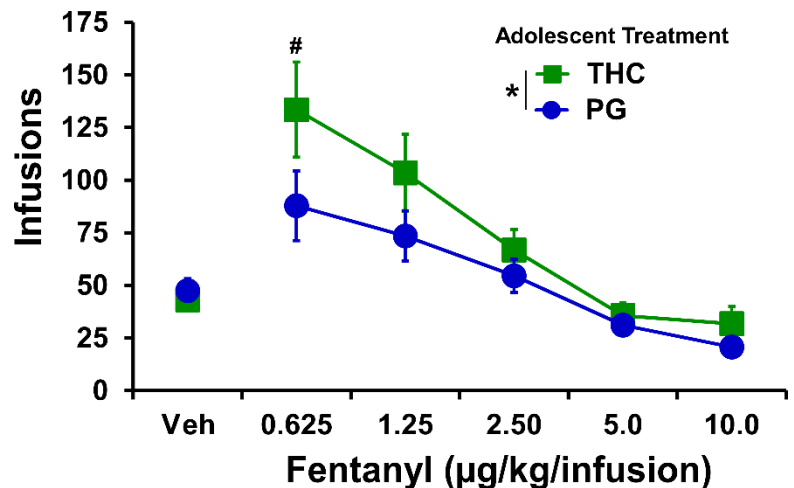 175
150
125
100
75
50
25
0
Infusions
#
Adolescent Treatment
*
THC
PG
Veh 0.625 1.25 2.50 5.0 10.0
Fentanyl (µg/kg/infusion)